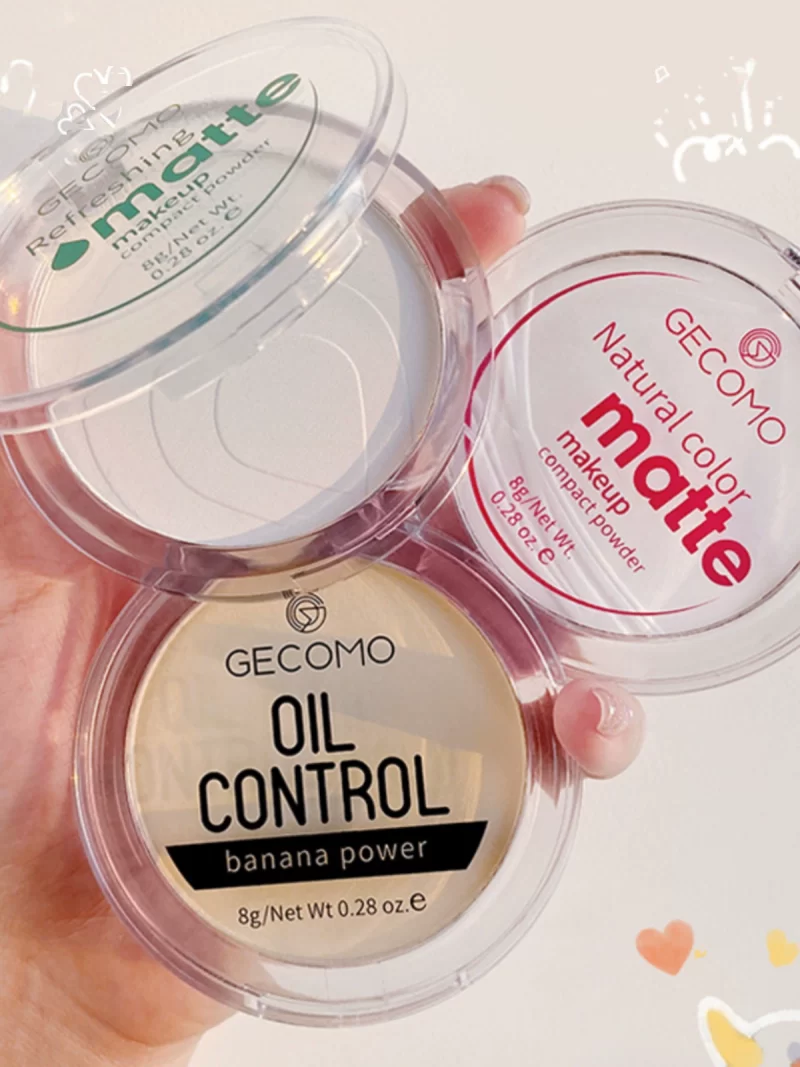 GECOMO
Refreshing
matte
makeup
compact powder
8g/Net Wt.
0.28 oz. e
GECOMO
Natural color
matte
makeup
compact powder
8g/Net Wt.
0.28 oz. e
GECOMO
OIL
CONTROL
banana power
8g/Net Wt 0.28 oz.e